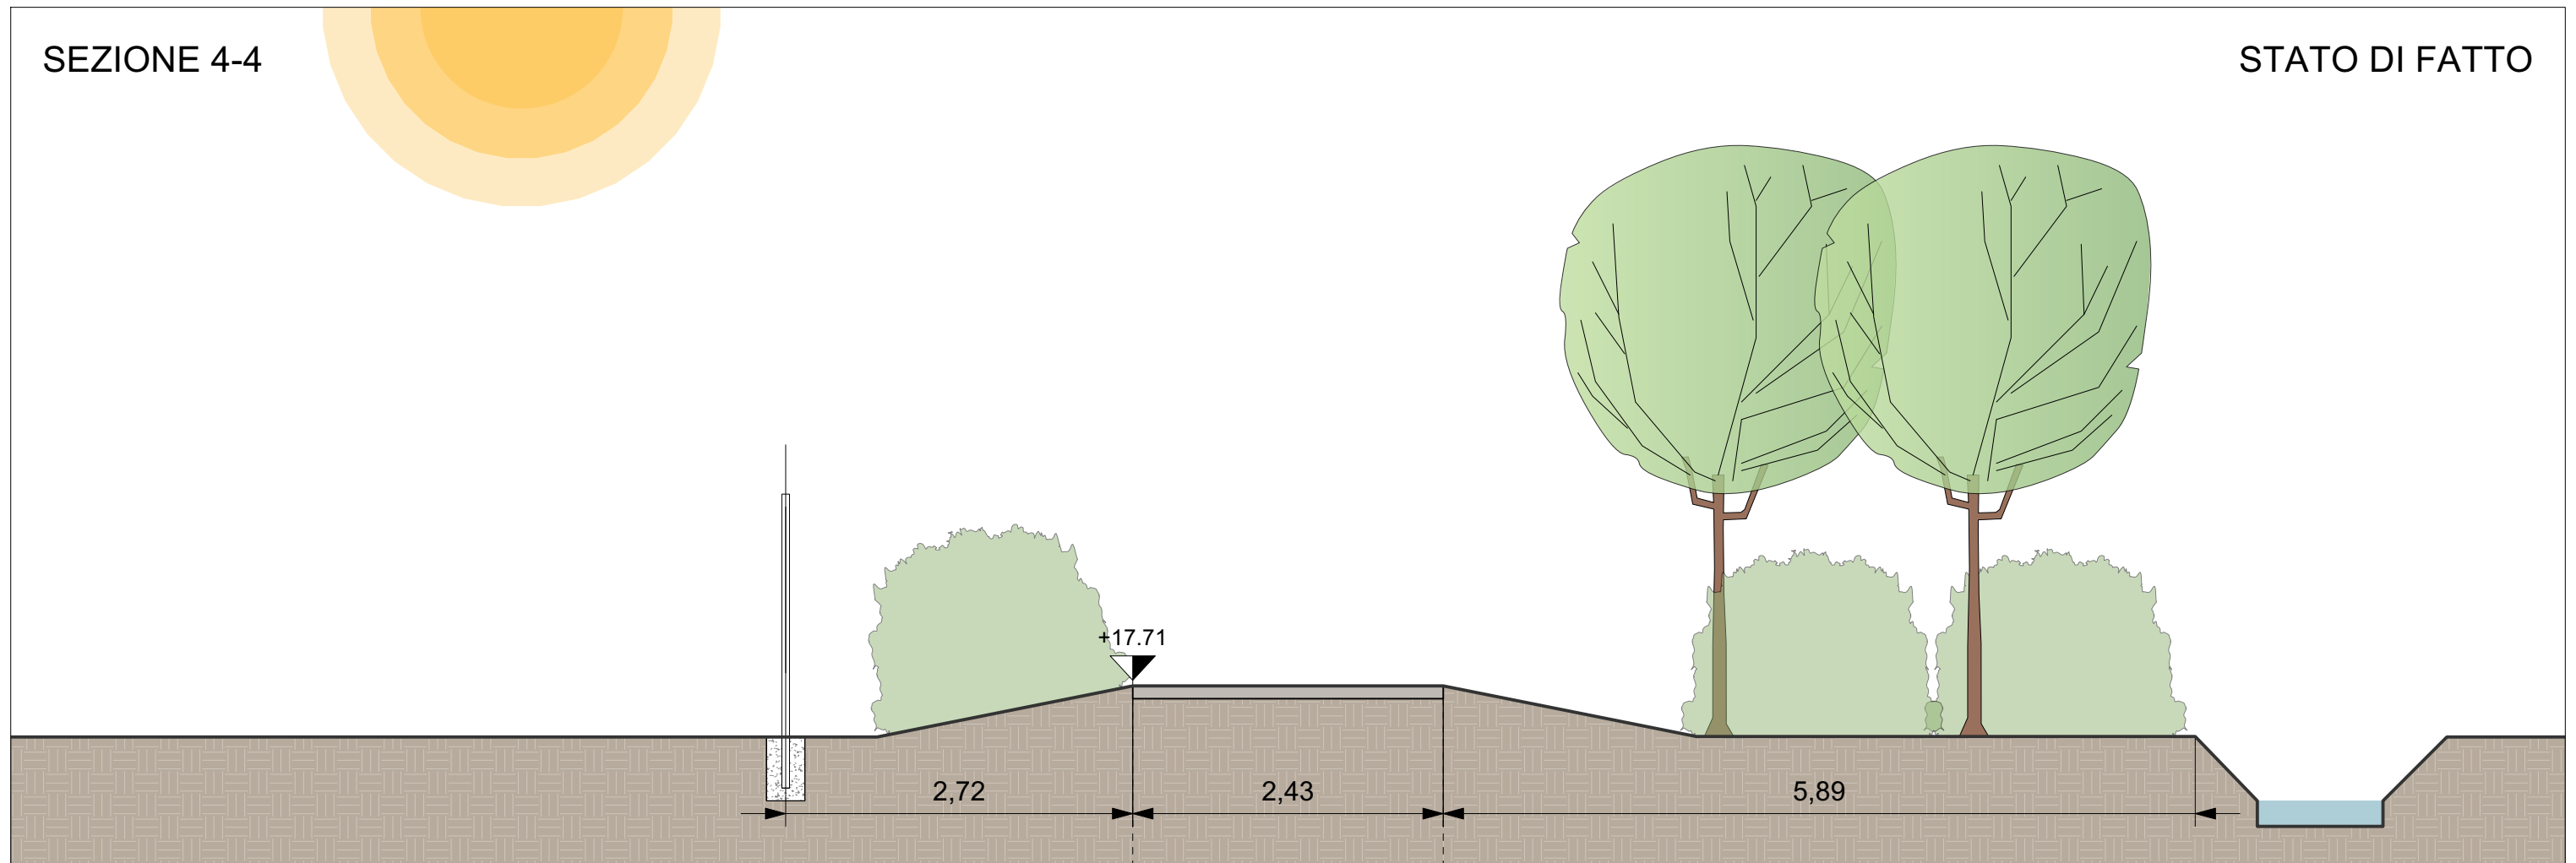 SEZIONE 4-4
STATO DI FATTO
+17.71
2,72
2,43
5,89